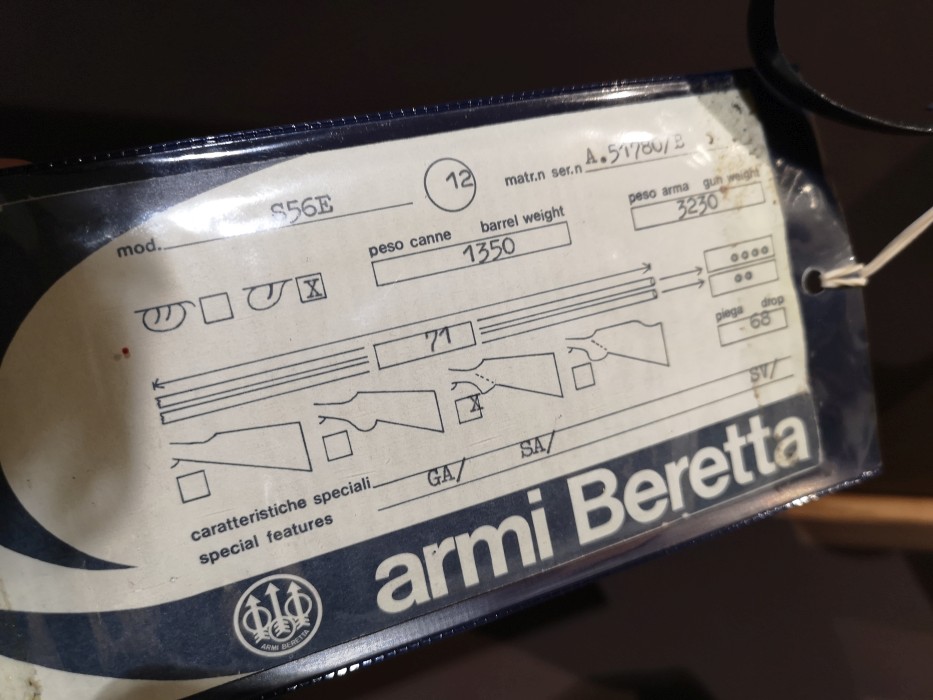 mod. S56E 12 matr.n ser.n A.51780/E
peso canne barrel weight peso arma gun weight
1350 3230
X
71
piega drop
68
X
SV/
caratteristiche speciali
special features GA/ SA/
armi Beretta
ARMI BERETTA